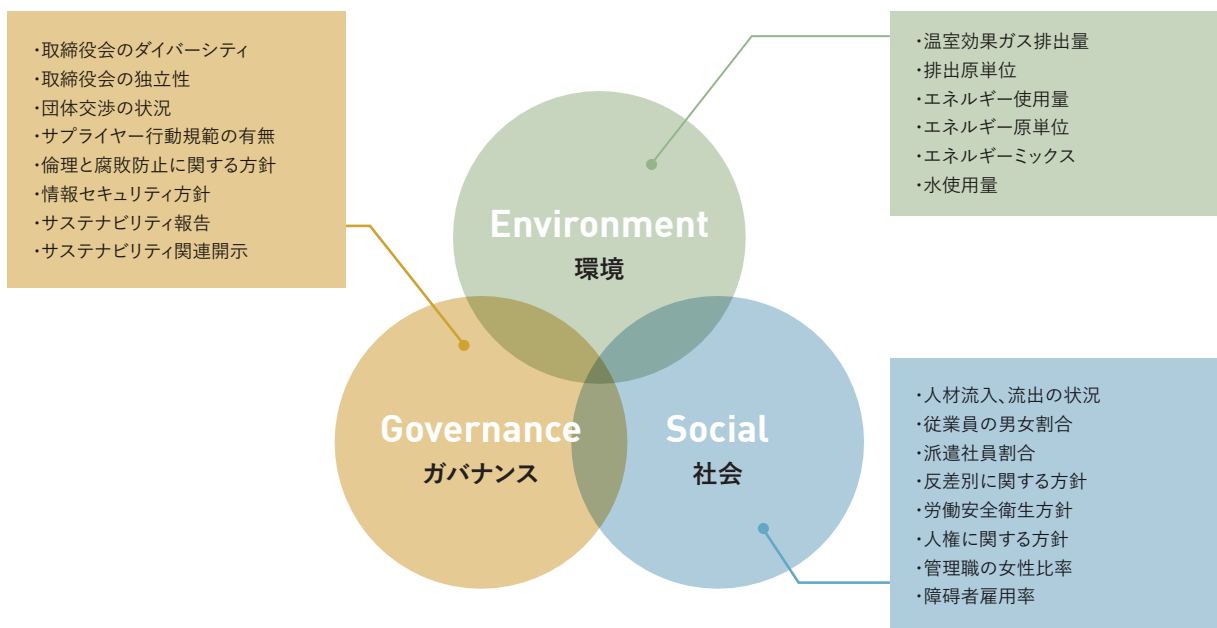 ・取締役会のダイバーシティ
・取締役会の独立性
・団体交渉の状況
・サプライヤー行動規範の有無
・倫理と腐敗防止に関する方針
・情報セキュリティ方針
・サステナビリティ報告
・サステナビリティ関連開示
・温室効果ガス排出量
・排出原単位
・エネルギー使用量
・エネルギー原単位
・エネルギーミックス
・水使用量
Environment
環境
Governance
ガバナンス
Social
社会
・人材流入、流出の状況
・従業員の男女割合
・派遣社員割合
・反差別に関する方針
・労働安全衛生方針
・人権に関する方針
・管理職の女性比率
・障碍者雇用率